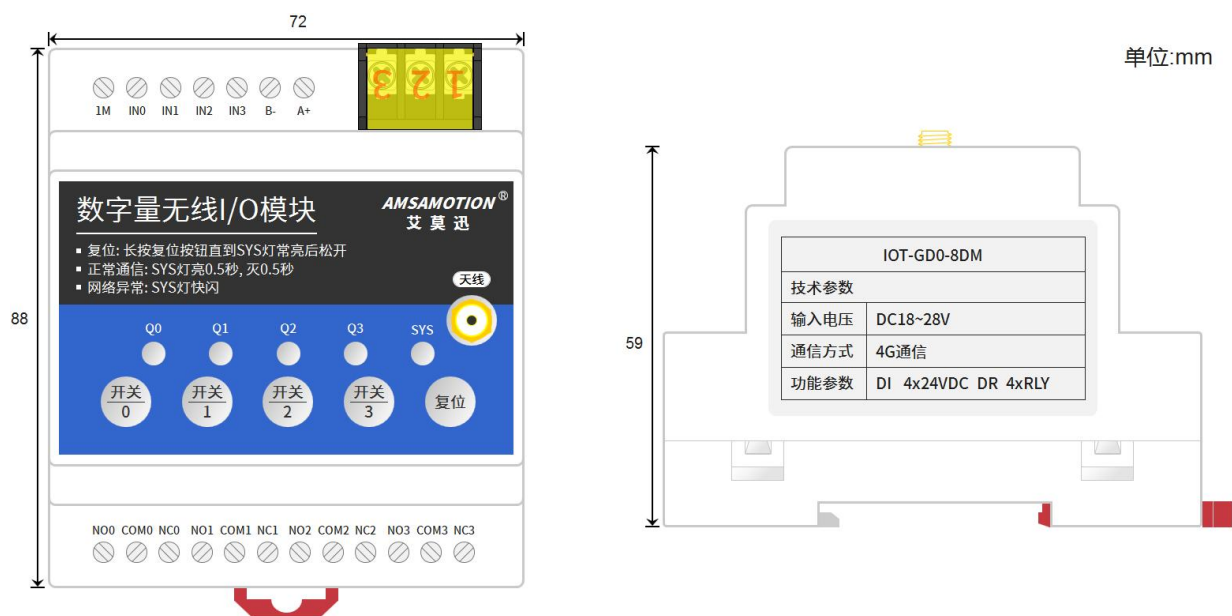 72
单位:mm
3 2 1
1M IN0 IN1 IN2 IN3 B- A+
数字量无线I/O模块
AMSAMOTION®
艾莫迅
▪ 复位: 长按复位按钮直到SYS灯常亮后松开
▪ 正常通信: SYS灯亮0.5秒, 灭0.5秒
▪ 网络异常: SYS灯快闪
天线
88
Q0 Q1 Q2 Q3 SYS
开关 0
开关 1
开关 2
开关 3
复位
NO0 COM0 NC0 NO1 COM1 NC1 NO2 COM2 NC2 NO3 COM3 NC3
59
IOT-GD0-8DM
技术参数
输入电压 DC18~28V
通信方式 4G通信
功能参数 DI 4x24VDC DR 4xRLY